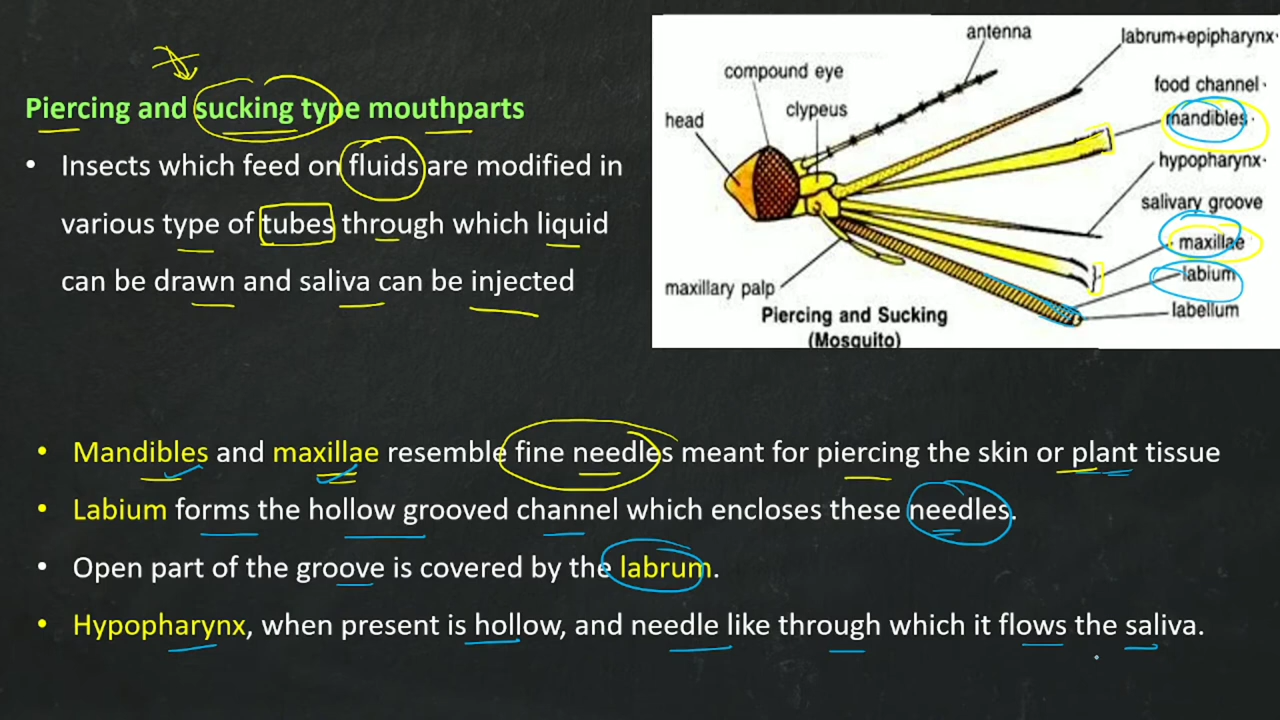 Piercing and sucking type mouthparts
• Insects which feed on fluids are modified in
various type of tubes through which liquid
can be drawn and saliva can be injected
antenna
labrum+epipharynx
compound eye
food channel
clypeus
mandibles
head
hypopharynx
salivary groove
maxillae
labium
maxillary palp
labellum
Piercing and Sucking
(Mosquito)
• Mandibles and maxillae resemble fine needles meant for piercing the skin or plant tissue
• Labium forms the hollow grooved channel which encloses these needles.
• Open part of the groove is covered by the labrum.
• Hypopharynx, when present is hollow, and needle like through which it flows the saliva.